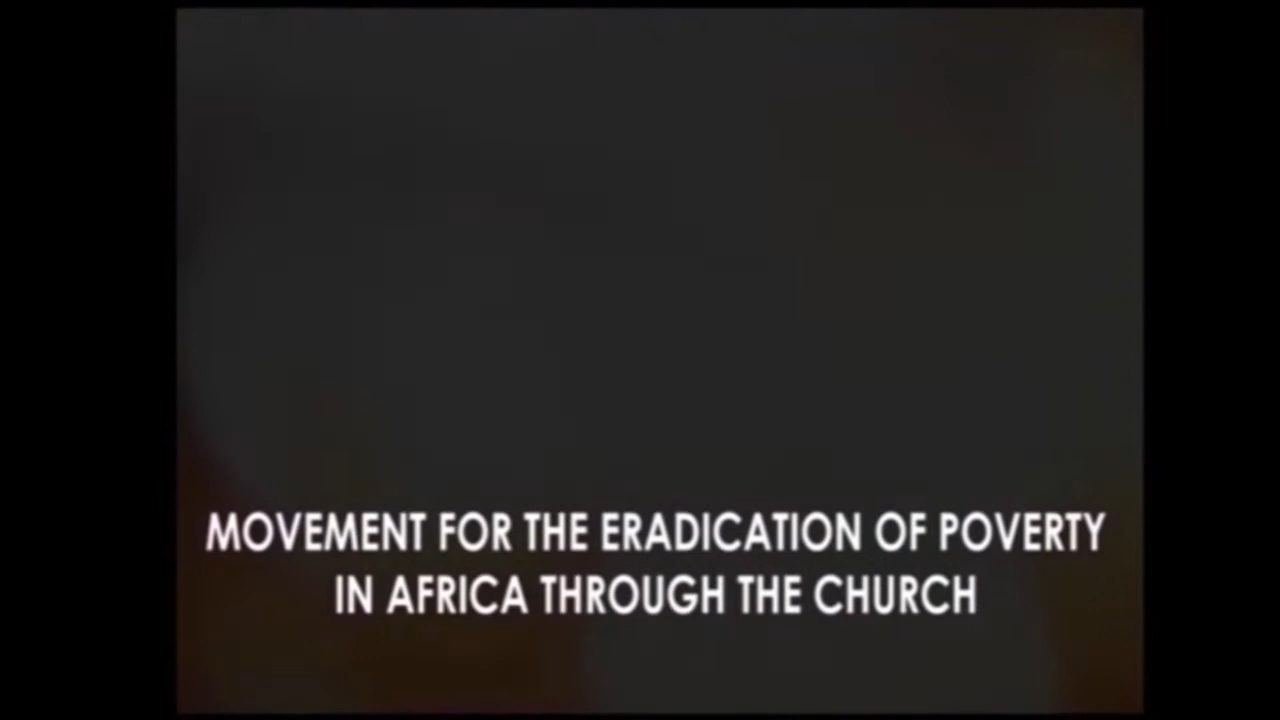 MOVEMENT FOR THE ERADICATION OF POVERTY
IN AFRICA THROUGH THE CHURCH